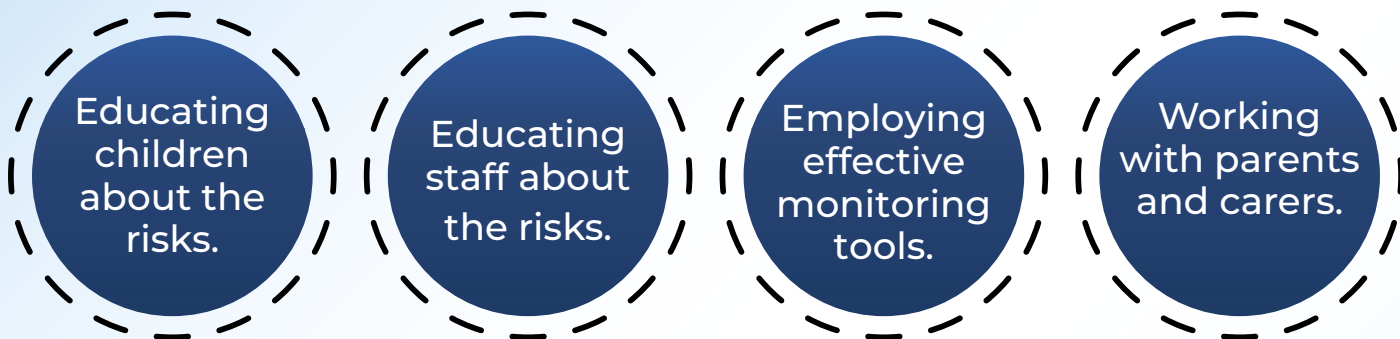 Educating
children
about the
risks.
Educating
staff about
the risks.
Employing
effective
monitoring
tools.
Working
with parents
and carers.